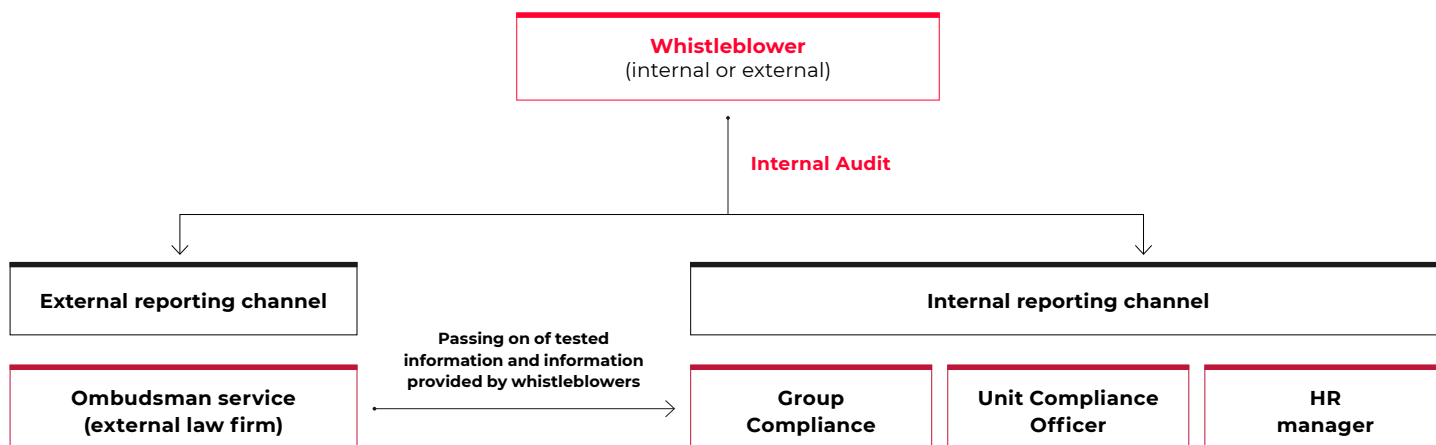 Whistleblower
(internal or external)
Internal Audit
External reporting channel
Internal reporting channel
Passing on of tested
information and information
provided by whistleblowers
Ombudsman service
(external law firm)
Group
Compliance
Unit Compliance
Officer
HR
manager